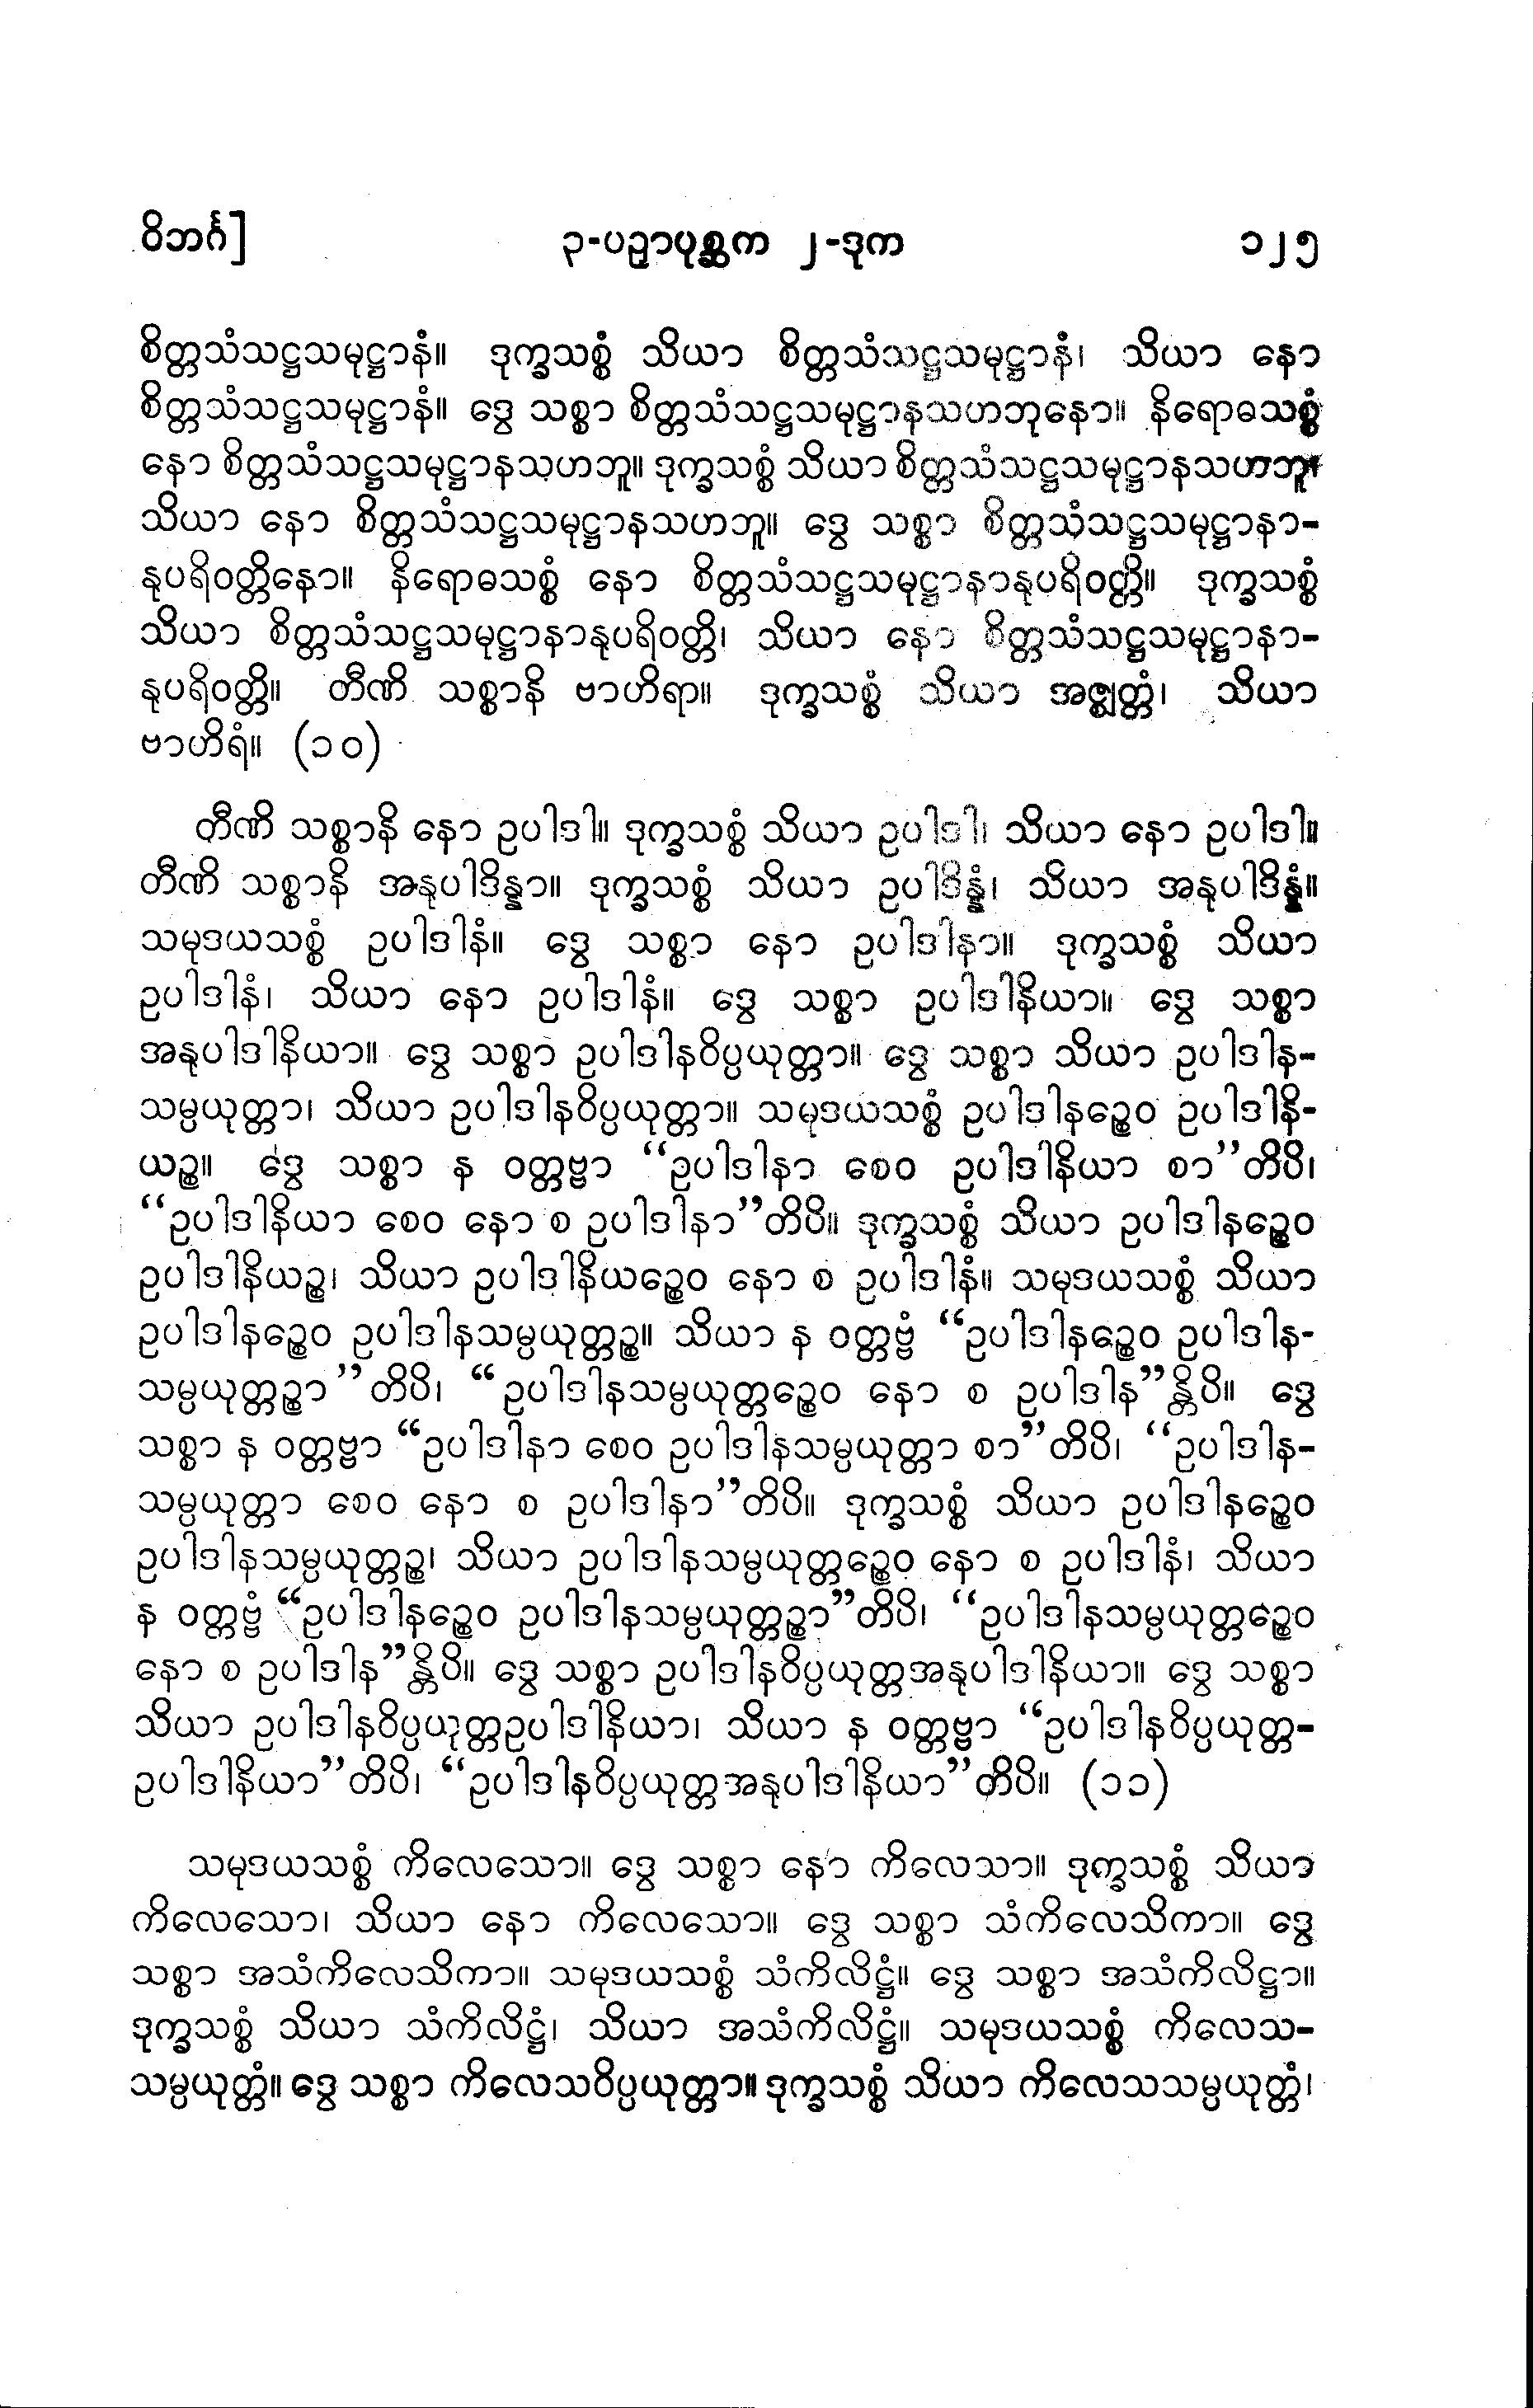 ဝိဘင်္ဂ]
၃-ပဉှာပုစ္ဆက ၂-ဒုက
၁၂၅
စိတ္တသံသဋ္ဌသမုဋ္ဌာနံ။ ဒုက္ခသစ္စံ သိယာ စိတ္တသံသဋ္ဌသမုဋ္ဌာနံ၊ သိယာ နော
စိတ္တသံသဋ္ဌသမုဋ္ဌာနံ။ ဒွေ သစ္စာ စိတ္တသံသဋ္ဌသမုဋ္ဌာနသဟဘုနော။ နိရောဓသစ္စံ
နော စိတ္တသံသဋ္ဌသမုဋ္ဌာနသဟဘူ။ ဒုက္ခသစ္စံ သိယာ စိတ္တသံသဋ္ဌသမုဋ္ဌာနသဟဘူ၊
သိယာ နော စိတ္တသံသဋ္ဌသမုဋ္ဌာနသဟဘူ။ ဒွေ သစ္စာ စိတ္တသံသဋ္ဌသမုဋ္ဌာနာ-
နုပရိဝတ္တိနော။ နိရောဓသစ္စံ နော စိတ္တသံသဋ္ဌသမုဋ္ဌာနာနုပရိဝတ္တိ။ ဒုက္ခသစ္စံ
သိယာ စိတ္တသံသဋ္ဌသမုဋ္ဌာနာနုပရိဝတ္တိ၊ သိယာ နော စိတ္တသံသဋ္ဌသမုဋ္ဌာနာ-
နုပရိဝတ္တိ။ တီဏိ သစ္စာနိ ဗာဟိရာ။ ဒုက္ခသစ္စံ သိယာ အဇ္ဈတ္တံ၊ သိယာ
ဗာဟိရံ။ (၁၀)
တီဏိ သစ္စာနိ နော ဥပါဒါ။ ဒုက္ခသစ္စံ သိယာ ဥပါဒါ၊ သိယာ နော ဥပါဒါ။
တီဏိ သစ္စာနိ အနုပါဒိန္နာ။ ဒုက္ခသစ္စံ သိယာ ဥပါဒိန္နံ၊ သိယာ အနုပါဒိန္နံ။
သမုဒယသစ္စံ ဥပါဒါနံ။ ဒွေ သစ္စာ နော ဥပါဒါနာ။ ဒုက္ခသစ္စံ သိယာ
ဥပါဒါနံ၊ သိယာ နော ဥပါဒါနံ။ ဒွေ သစ္စာ ဥပါဒါနိယာ။ ဒွေ သစ္စာ
အနုပါဒါနိယာ။ ဒွေ သစ္စာ ဥပါဒါနဝိပ္ပယုတ္တာ။ ဒွေ သစ္စာ သိယာ ဥပါဒါန-
သမ္ပယုတ္တာ၊ သိယာ ဥပါဒါနဝိပ္ပယုတ္တာ။ သမုဒယသစ္စံ ဥပါဒါနဉ္စေဝ ဥပါဒါနိ-
ယဉ္စ။ ဒွေ သစ္စာ န ဝတ္တဗ္ဗာ “ဥပါဒါနာ စေဝ ဥပါဒါနိယာ စာ”တိပိ၊
“ဥပါဒါနိယာ စေဝ နော စ ဥပါဒါနာ”တိပိ။ ဒုက္ခသစ္စံ သိယာ ဥပါဒါနဉ္စေဝ
ဥပါဒါနိယဉ္စ၊ သိယာ ဥပါဒါနိယဉ္စေဝ နော စ ဥပါဒါနံ။ သမုဒယသစ္စံ သိယာ
ဥပါဒါနဉ္စေဝ ဥပါဒါနသမ္ပယုတ္တဉ္စ။ သိယာ န ဝတ္တဗ္ဗံ “ဥပါဒါနဉ္စေဝ ဥပါဒါန-
သမ္ပယုတ္တဉ္စာ”တိပိ၊ “ဥပါဒါနသမ္ပယုတ္တဉ္စေဝ နော စ ဥပါဒါန”န္တိပိ။ ဒွေ
သစ္စာ န ဝတ္တဗ္ဗာ “ဥပါဒါနာ စေဝ ဥပါဒါနသမ္ပယုတ္တာ စာ”တိပိ၊ “ဥပါဒါန-
သမ္ပယုတ္တာ စေဝ နော စ ဥပါဒါနာ”တိပိ။ ဒုက္ခသစ္စံ သိယာ ဥပါဒါနဉ္စေဝ
ဥပါဒါနသမ္ပယုတ္တဉ္စ၊ သိယာ ဥပါဒါနသမ္ပယုတ္တဉ္စေဝ နော စ ဥပါဒါနံ၊ သိယာ
န ဝတ္တဗ္ဗံ “ဥပါဒါနဉ္စေဝ ဥပါဒါနသမ္ပယုတ္တဉ္စာ”တိပိ၊ “ဥပါဒါနသမ္ပယုတ္တဉ္စေဝ
နော စ ဥပါဒါန”န္တိပိ။ ဒွေ သစ္စာ ဥပါဒါနဝိပ္ပယုတ္တအနုပါဒါနိယာ။ ဒွေ သစ္စာ
သိယာ ဥပါဒါနဝိပ္ပယုတ္တဥပါဒါနိယာ၊ သိယာ န ဝတ္တဗ္ဗာ “ဥပါဒါနဝိပ္ပယုတ္တ-
ဥပါဒါနိယာ”တိပိ၊ “ဥပါဒါနဝိပ္ပယုတ္တအနုပါဒါနိယာ”တိပိ။ (၁၁)
သမုဒယသစ္စံ ကိလေသော။ ဒွေ သစ္စာ နော ကိလေသာ။ ဒုက္ခသစ္စံ သိယာ
ကိလေသော၊ သိယာ နော ကိလေသော။ ဒွေ သစ္စာ သံကိလေသိကာ။ ဒွေ
သစ္စာ အသံကိလေသိကာ။ သမုဒယသစ္စံ သံကိလိဋ္ဌံ။ ဒွေ သစ္စာ အသံကိလိဋ္ဌာ။
ဒုက္ခသစ္စံ သိယာ သံကိလိဋ္ဌံ၊ သိယာ အသံကိလိဋ္ဌံ။ သမုဒယသစ္စံ ကိလေသ-
သမ္ပယုတ္တံ။ ဒွေ သစ္စာ ကိလေသဝိပ္ပယုတ္တာ။ ဒုက္ခသစ္စံ သိယာ ကိလေသသမ္ပယုတ္တံ၊